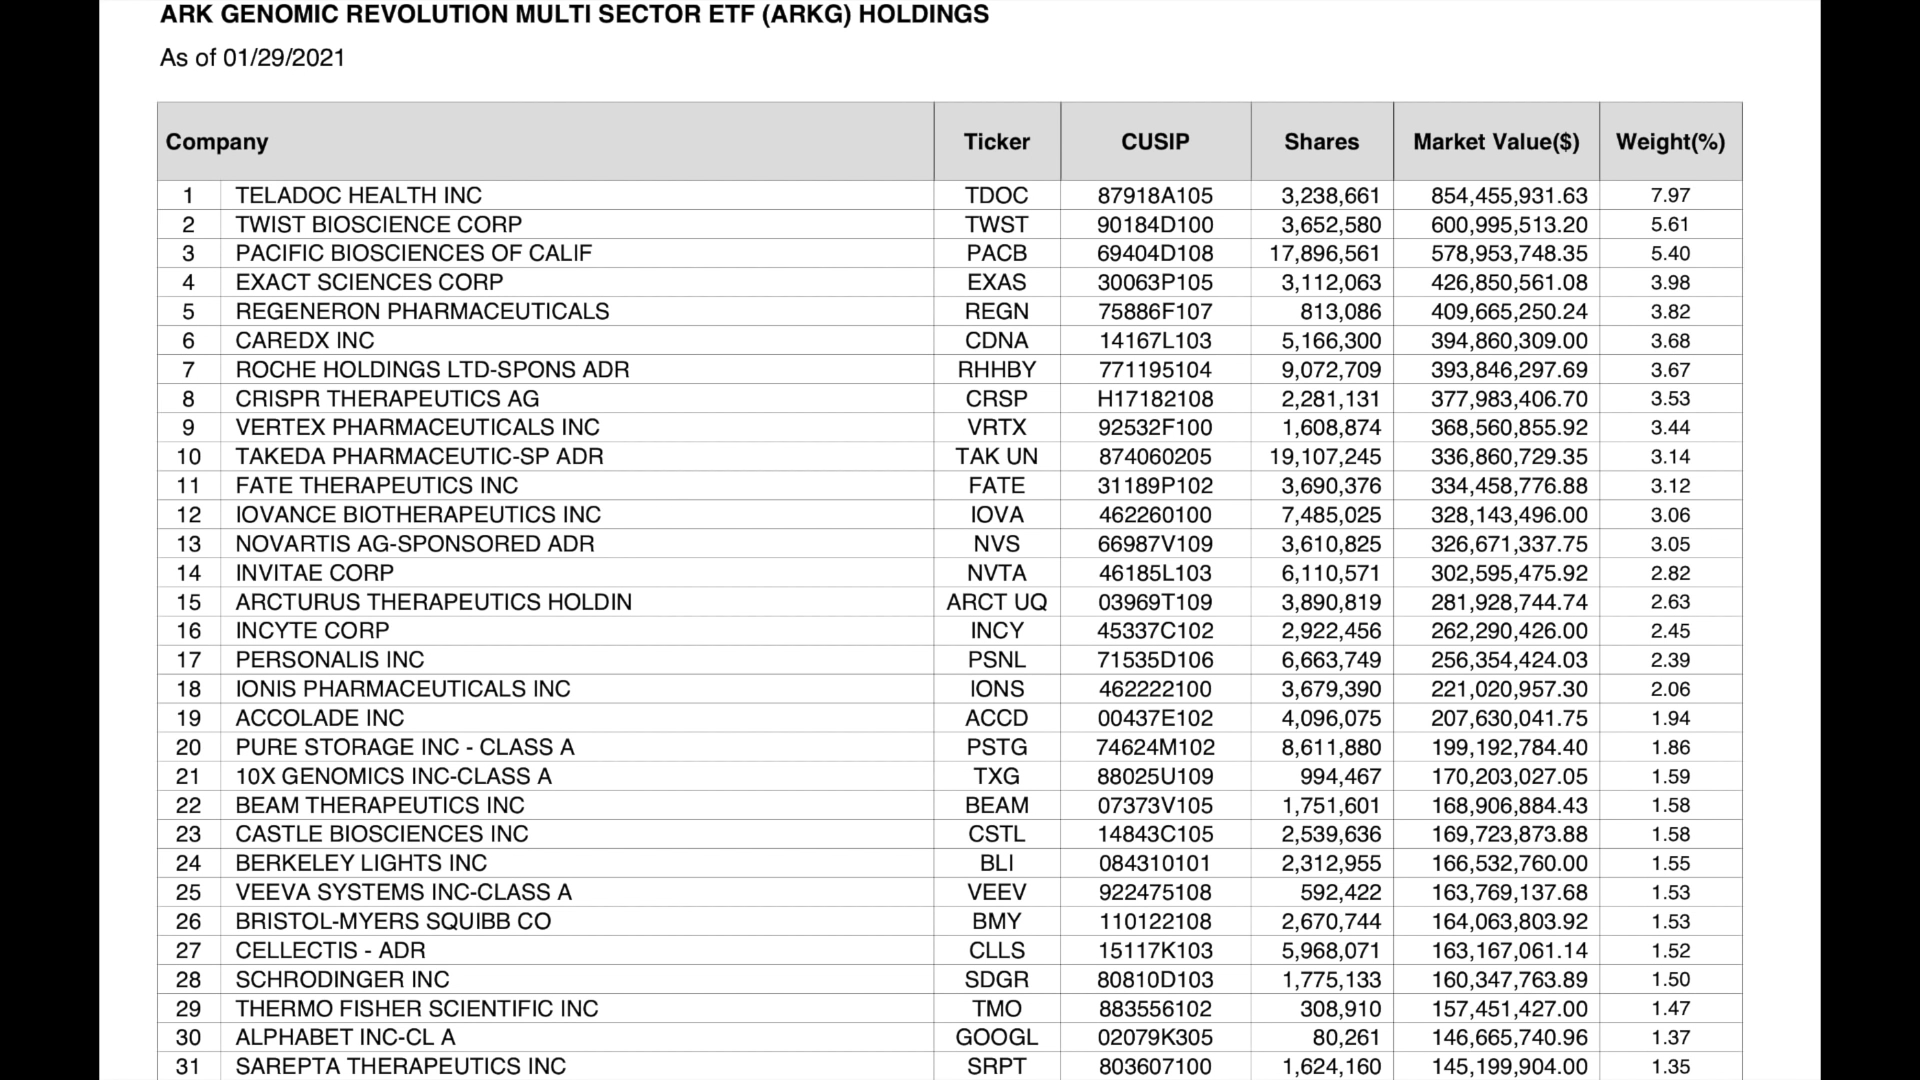 ARK GENOMIC REVOLUTION MULTI SECTOR ETF (ARKG) HOLDINGS
As of 01/29/2021
Company Ticker CUSIP Shares Market Value($) Weight(%)
1 TELADOC HEALTH INC TDOC 87918A105 3,238,661 854,455,931.63 7.97
2 TWIST BIOSCIENCE CORP TWST 90184D100 3,652,580 600,995,513.20 5.61
3 PACIFIC BIOSCIENCES OF CALIF PACB 69404D108 17,896,561 578,953,748.35 5.40
4 EXACT SCIENCES CORP EXAS 30063P105 3,112,063 426,850,561.08 3.98
5 REGENERON PHARMACEUTICALS REGN 75886F107 813,086 409,665,250.24 3.82
6 CAREDX INC CDNA 14167L103 5,166,300 394,860,309.00 3.68
7 ROCHE HOLDINGS LTD-SPONS ADR RHHBY 771195104 9,072,709 393,846,297.69 3.67
8 CRISPR THERAPEUTICS AG CRSP H17182108 2,281,131 377,983,406.70 3.53
9 VERTEX PHARMACEUTICALS INC VRTX 92532F100 1,608,874 368,560,855.92 3.44
10 TAKEDA PHARMACEUTIC-SP ADR TAK UN 874060205 19,107,245 336,860,729.35 3.14
11 FATE THERAPEUTICS INC FATE 31189P102 3,690,376 334,458,776.88 3.12
12 IOVANCE BIOTHERAPEUTICS INC IOVA 462260100 7,485,025 328,143,496.00 3.06
13 NOVARTIS AG-SPONSORED ADR NVS 66987V109 3,610,825 326,671,337.75 3.05
14 INVITAE CORP NVTA 46185L103 6,110,571 302,595,475.92 2.82
15 ARCTURUS THERAPEUTICS HOLDIN ARCT UQ 03969T109 3,890,819 281,928,744.74 2.63
16 INCYTE CORP INCY 45337C102 2,922,456 262,290,426.00 2.45
17 PERSONALIS INC PSNL 71535D106 6,663,749 256,354,424.03 2.39
18 IONIS PHARMACEUTICALS INC IONS 462222100 3,679,390 221,020,957.30 2.06
19 ACCOLADE INC ACCD 00437E102 4,096,075 207,630,041.75 1.94
20 PURE STORAGE INC - CLASS A PSTG 74624M102 8,611,880 199,192,784.40 1.86
21 10X GENOMICS INC-CLASS A TXG 88025U109 994,467 170,203,027.05 1.59
22 BEAM THERAPEUTICS INC BEAM 07373V105 1,751,601 168,906,884.43 1.58
23 CASTLE BIOSCIENCES INC CSTL 14843C105 2,539,636 169,723,873.88 1.58
24 BERKELEY LIGHTS INC BLI 084310101 2,312,955 166,532,760.00 1.55
25 VEEVA SYSTEMS INC-CLASS A VEEV 922475108 592,422 163,769,137.68 1.53
26 BRISTOL-MYERS SQUIBB CO BMY 110122108 2,670,744 164,063,803.92 1.53
27 CELLECTIS - ADR CLLS 15117K103 5,968,071 163,167,061.14 1.52
28 SCHRODINGER INC SDGR 80810D103 1,775,133 160,347,763.89 1.50
29 THERMO FISHER SCIENTIFIC INC TMO 883556102 308,910 157,451,427.00 1.47
30 ALPHABET INC-CL A GOOGL 02079K305 80,261 146,665,740.96 1.37
31 SAREPTA THERAPEUTICS INC SRPT 803607100 1,624,160 145,199,904.00 1.35